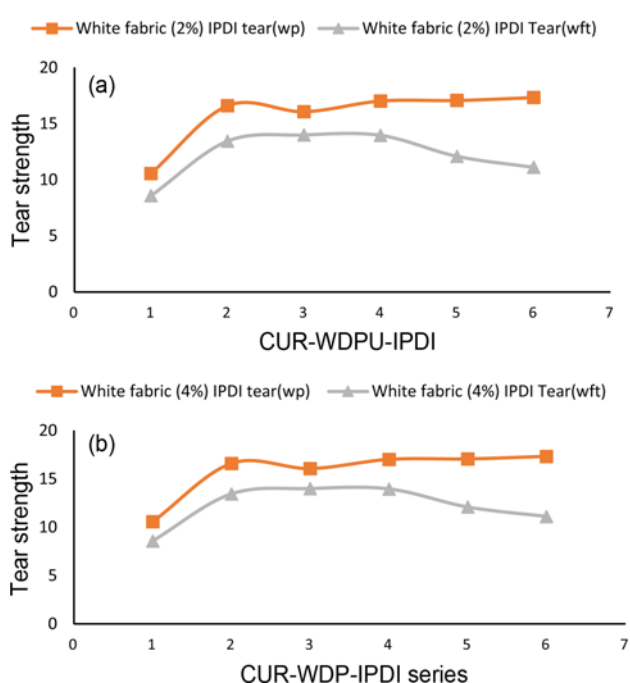 White fabric (2%) IPDI tear(wp) White fabric (2%) IPDI Tear(wft)
(a)
20
15
10
5
0
Tear strength
0 1 2 3 4 5 6 7
CUR-WDPU-IPDI
White fabric (4%) IPDI tear(wp) White fabric (4%) IPDI Tear(wft)
(b)
20
15
10
5
0
Tear strength
0 1 2 3 4 5 6 7
CUR-WDP-IPDI series